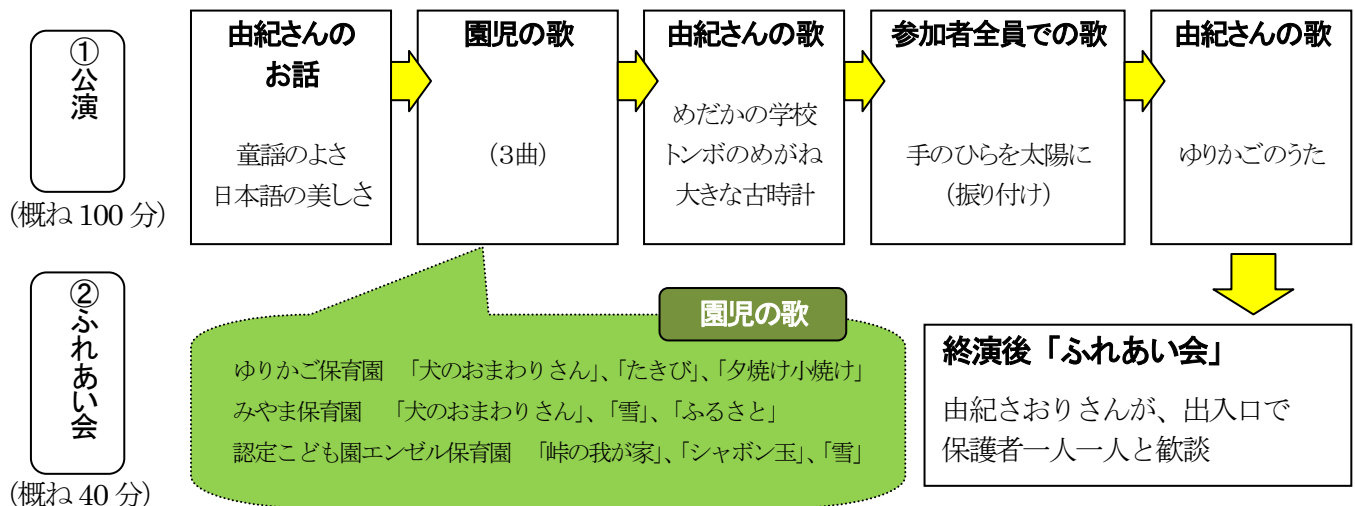 ①公演
(概ね 100 分)
由紀さんの
お話
童謡のよさ
日本語の美しさ
園児の歌
(3曲)
由紀さんの歌
めだかの学校
トンボのめがね
大きな古時計
参加者全員での歌
手のひらを太陽に
(振り付け)
由紀さんの歌
ゆりかごのうた
②ふれあい会
(概ね 40 分)
園児の歌
ゆりかご保育園 「犬のおまわりさん」、「たきび」、「夕焼け小焼け」
みやま保育園 「犬のおまわりさん」、「雪」、「ふるさと」
認定こども園エンゼル保育園 「峠の我が家」、「シャボン玉」、「雪」
終演後「ふれあい会」
由紀さおりさんが、出入口で
保護者一人一人と歓談